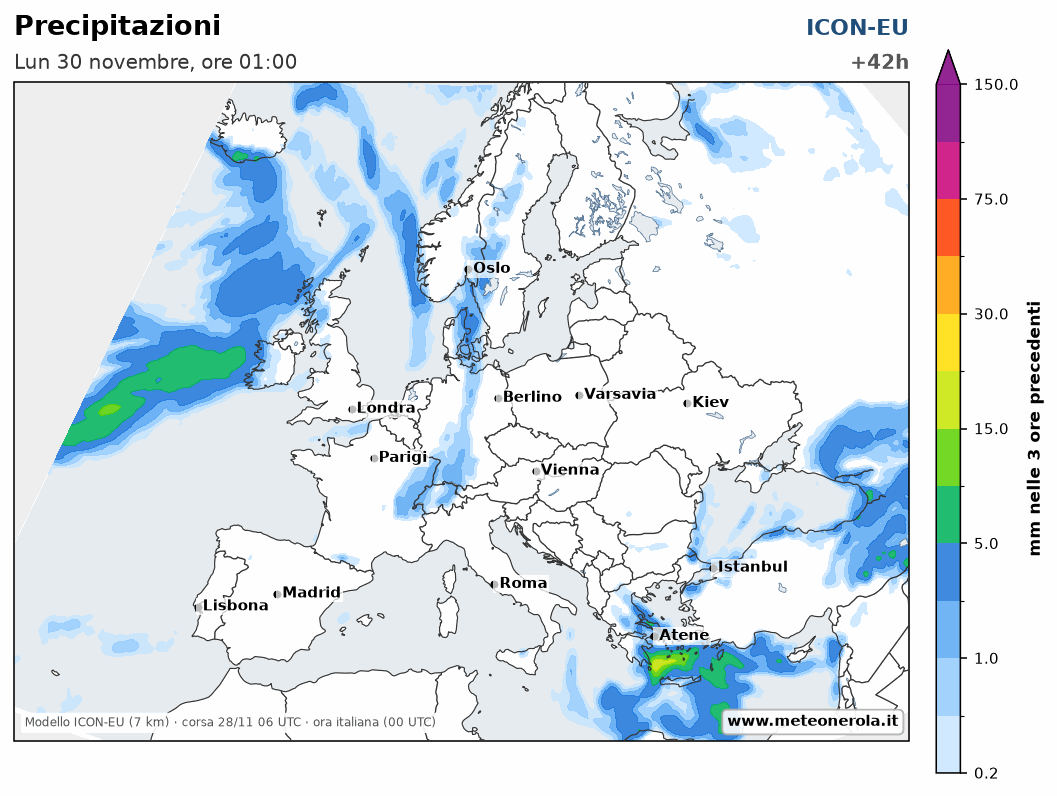 Precipitazioni
ICON-EU
Lun 30 novembre, ore 01:00
+42h
150.0
75.0
30.0
15.0
5.0
1.0
0.2
mm nelle 3 ore precedenti
Oslo
Berlino
Varsavia
Kiev
Londra
Parigi
Vienna
Istanbul
Roma
Madrid
Lisbona
Atene
Modello ICON-EU (7 km) · corsa 28/11 06 UTC · ora italiana (00 UTC)
www.meteonerola.it